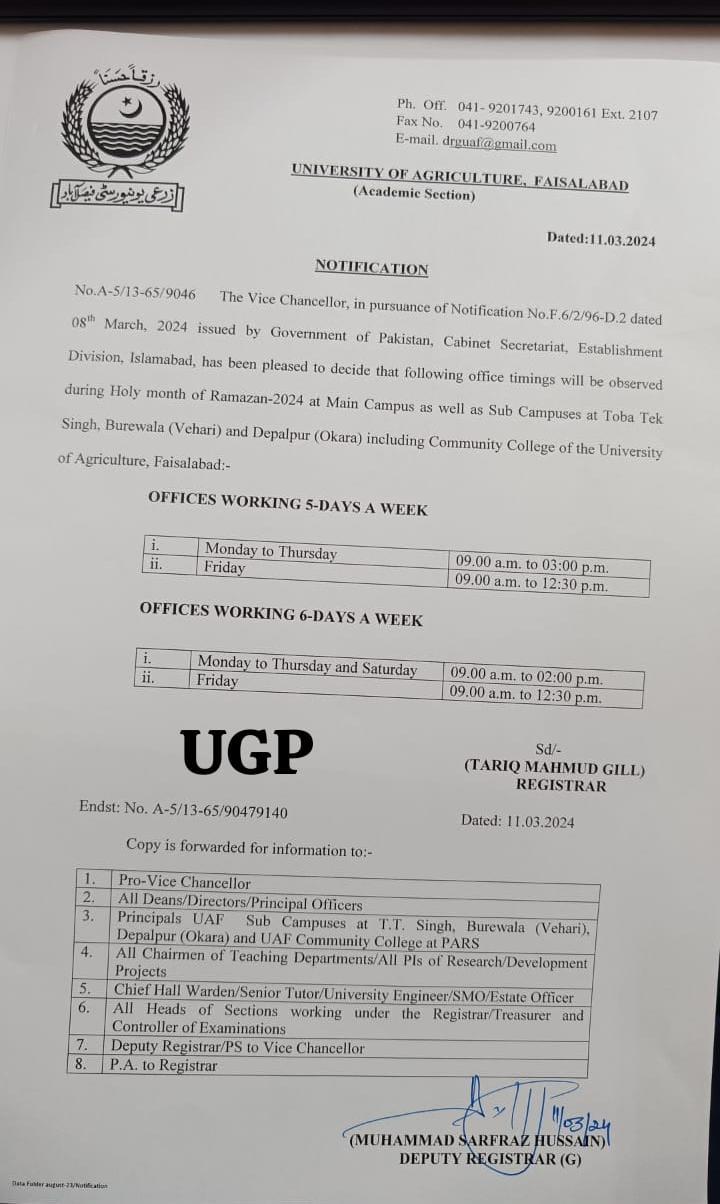 رزقاً حسناً
زرعی یونیورسٹی فیصل آباد
Ph. Off. 041- 9201743, 9200161 Ext. 2107
Fax No. 041-9200764
E-mail. drguaf@gmail.com
UNIVERSITY OF AGRICULTURE, FAISALABAD
(Academic Section)
Dated:11.03.2024
NOTIFICATION
No.A-5/13-65/9046 The Vice Chancellor, in pursuance of Notification No.F.6/2/96-D.2 dated
08th March, 2024 issued by Government of Pakistan, Cabinet Secretariat, Establishment
Division, Islamabad, has been pleased to decide that following office timings will be observed
during Holy month of Ramazan-2024 at Main Campus as well as Sub Campuses at Toba Tek
Singh, Burewala (Vehari) and Depalpur (Okara) including Community College of the University
of Agriculture, Faisalabad:-
OFFICES WORKING 5-DAYS A WEEK
i. Monday to Thursday 09.00 a.m. to 03:00 p.m.
ii. Friday 09.00 a.m. to 12:30 p.m.
OFFICES WORKING 6-DAYS A WEEK
i. Monday to Thursday and Saturday 09.00 a.m. to 02:00 p.m.
ii. Friday 09.00 a.m. to 12:30 p.m.
UGP
Sd/-
(TARIQ MAHMUD GILL)
REGISTRAR
Endst: No. A-5/13-65/90479140
Dated: 11.03.2024
Copy is forwarded for information to:-
1. Pro-Vice Chancellor
2. All Deans/Directors/Principal Officers
3. Principals UAF Sub Campuses at T.T. Singh, Burewala (Vehari),
Depalpur (Okara) and UAF Community College at PARS
4. All Chairmen of Teaching Departments/All PIs of Research/Development
Projects
5. Chief Hall Warden/Senior Tutor/University Engineer/SMO/Estate Officer
6. All Heads of Sections working under the Registrar/Treasurer and
Controller of Examinations
7. Deputy Registrar/PS to Vice Chancellor
8. P.A. to Registrar
11/03/24
(MUHAMMAD SARFRAZ HUSSAIN)
DEPUTY REGISTRAR (G)
Data Folder august-23/Notification